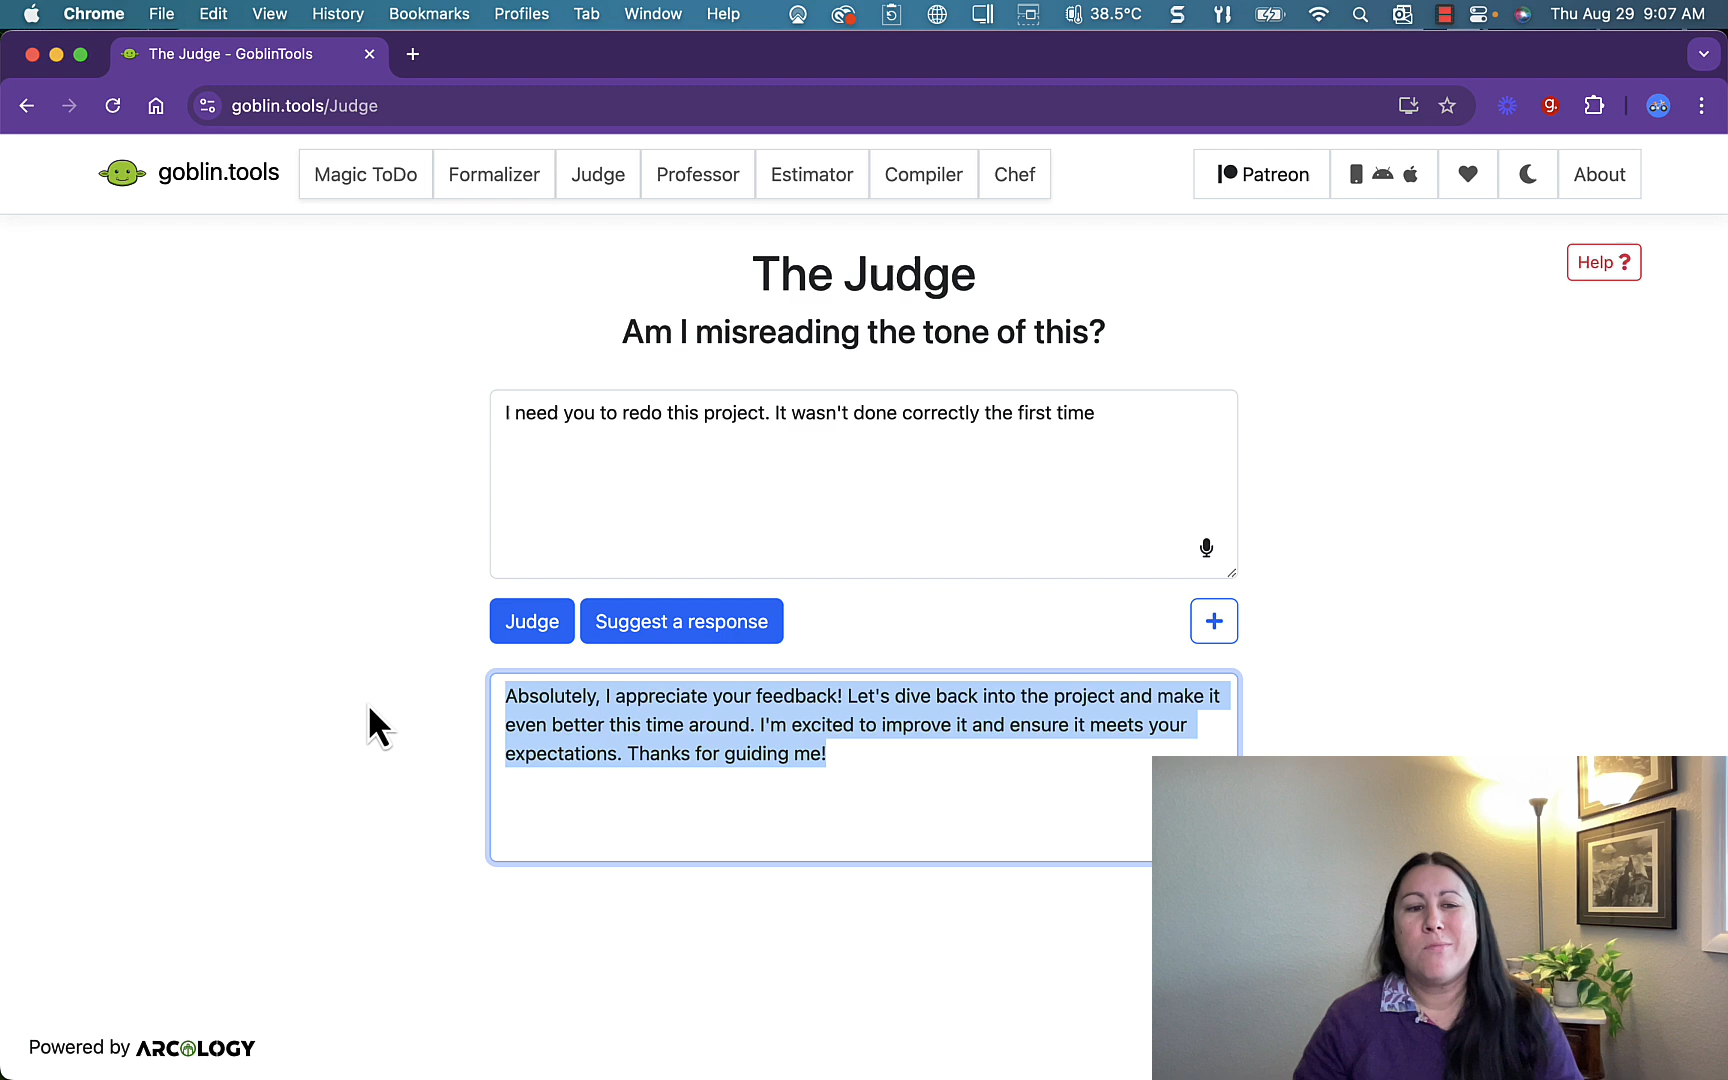 Chrome File Edit View History Bookmarks Profiles Tab Window Help 38.5°C Thu Aug 29 9:07 AM
The Judge - GoblinTools
goblin.tools/Judge
goblin.tools Magic ToDo Formalizer Judge Professor Estimator Compiler Chef Patreon About
Help ?
The Judge
Am I misreading the tone of this?
I need you to redo this project. It wasn't done correctly the first time
Judge Suggest a response
Absolutely, I appreciate your feedback! Let's dive back into the project and make it
even better this time around. I'm excited to improve it and ensure it meets your
expectations. Thanks for guiding me!
Powered by ARCOLOGY